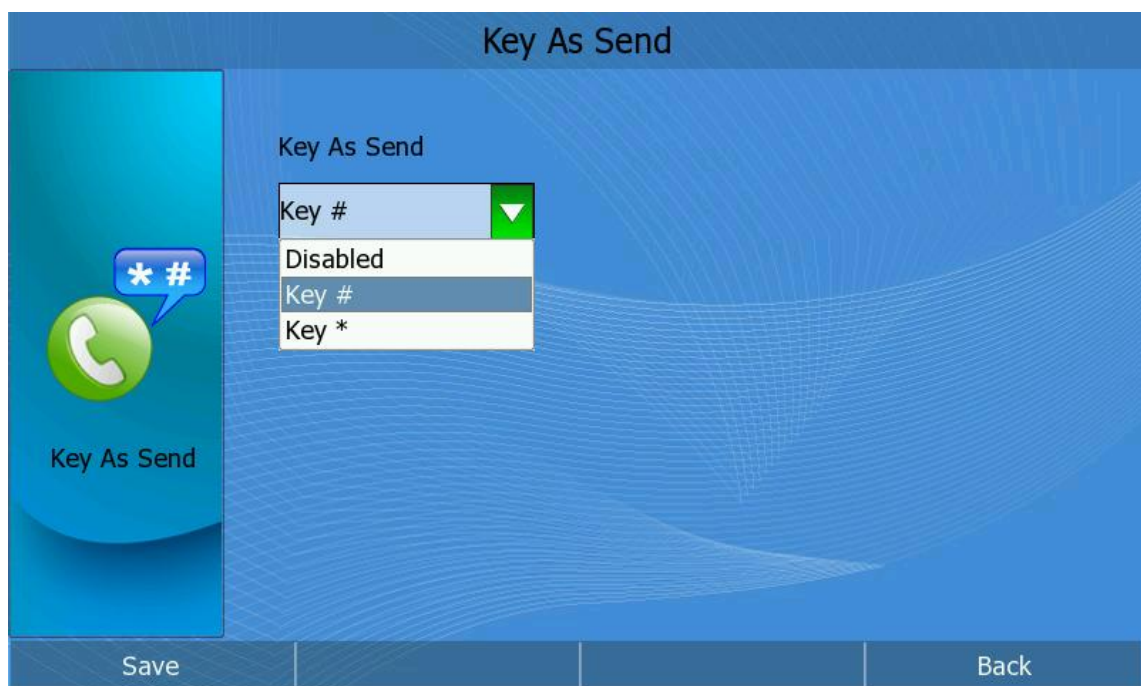 Key As Send
Key As Send
Key #
Disabled
Key #
Key *
* #
Key As Send
Save
Back